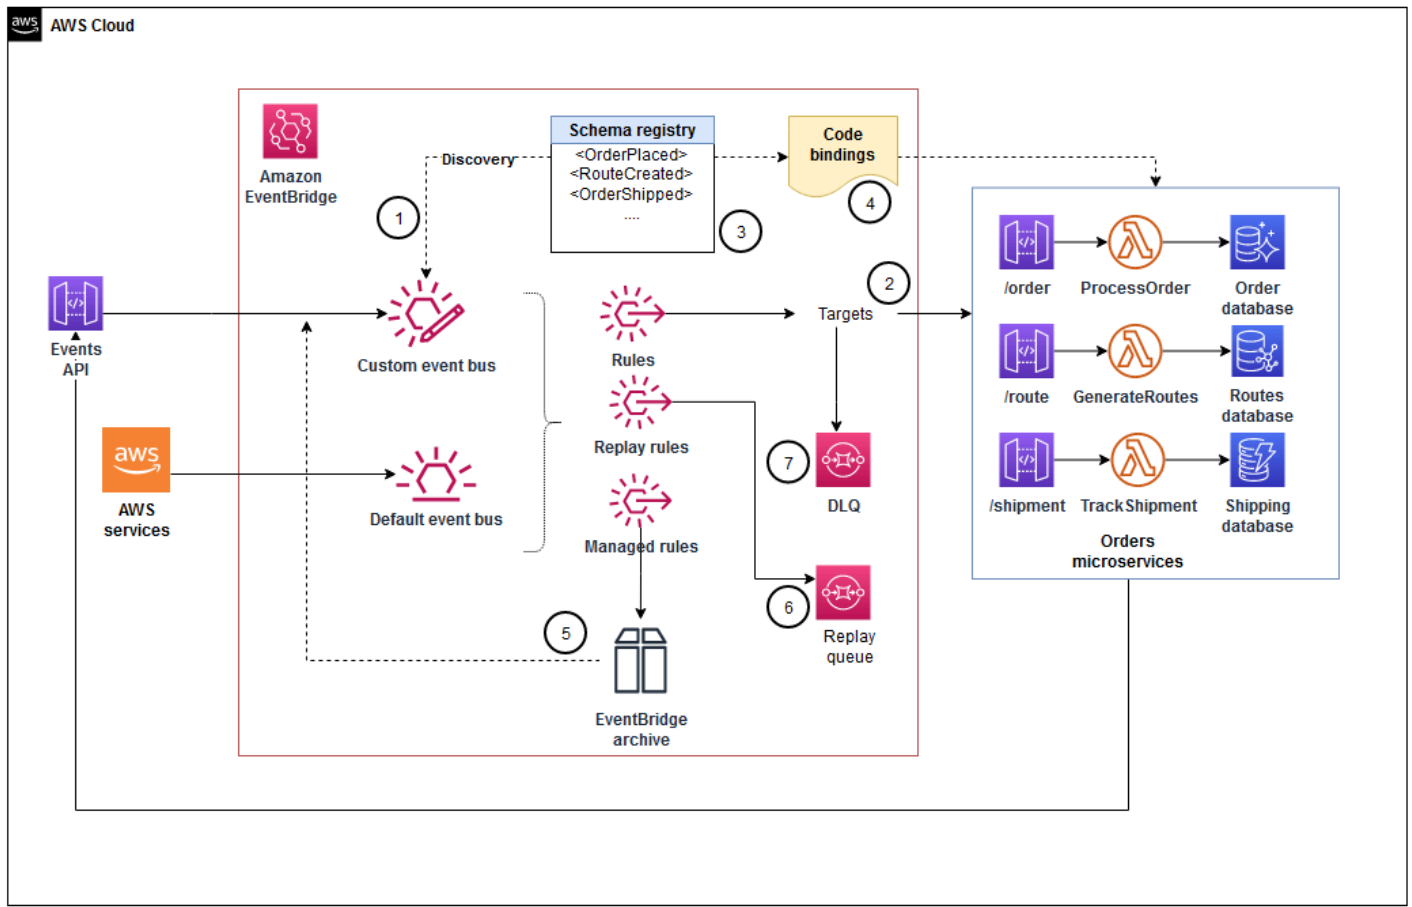 aws
AWS Cloud
Amazon
EventBridge
Discovery
Schema registry
<OrderPlaced>
<RouteCreated>
<OrderShipped>
....
Code
bindings
1
3
4
2
Events
API
Custom event bus
Rules
Targets
/order
ProcessOrder
Order
database
/route
GenerateRoutes
Routes
database
/shipment
TrackShipment
Shipping
database
Orders
microservices
aws
AWS
services
Default event bus
Replay rules
Managed rules
7
DLQ
6
Replay
queue
5
EventBridge
archive